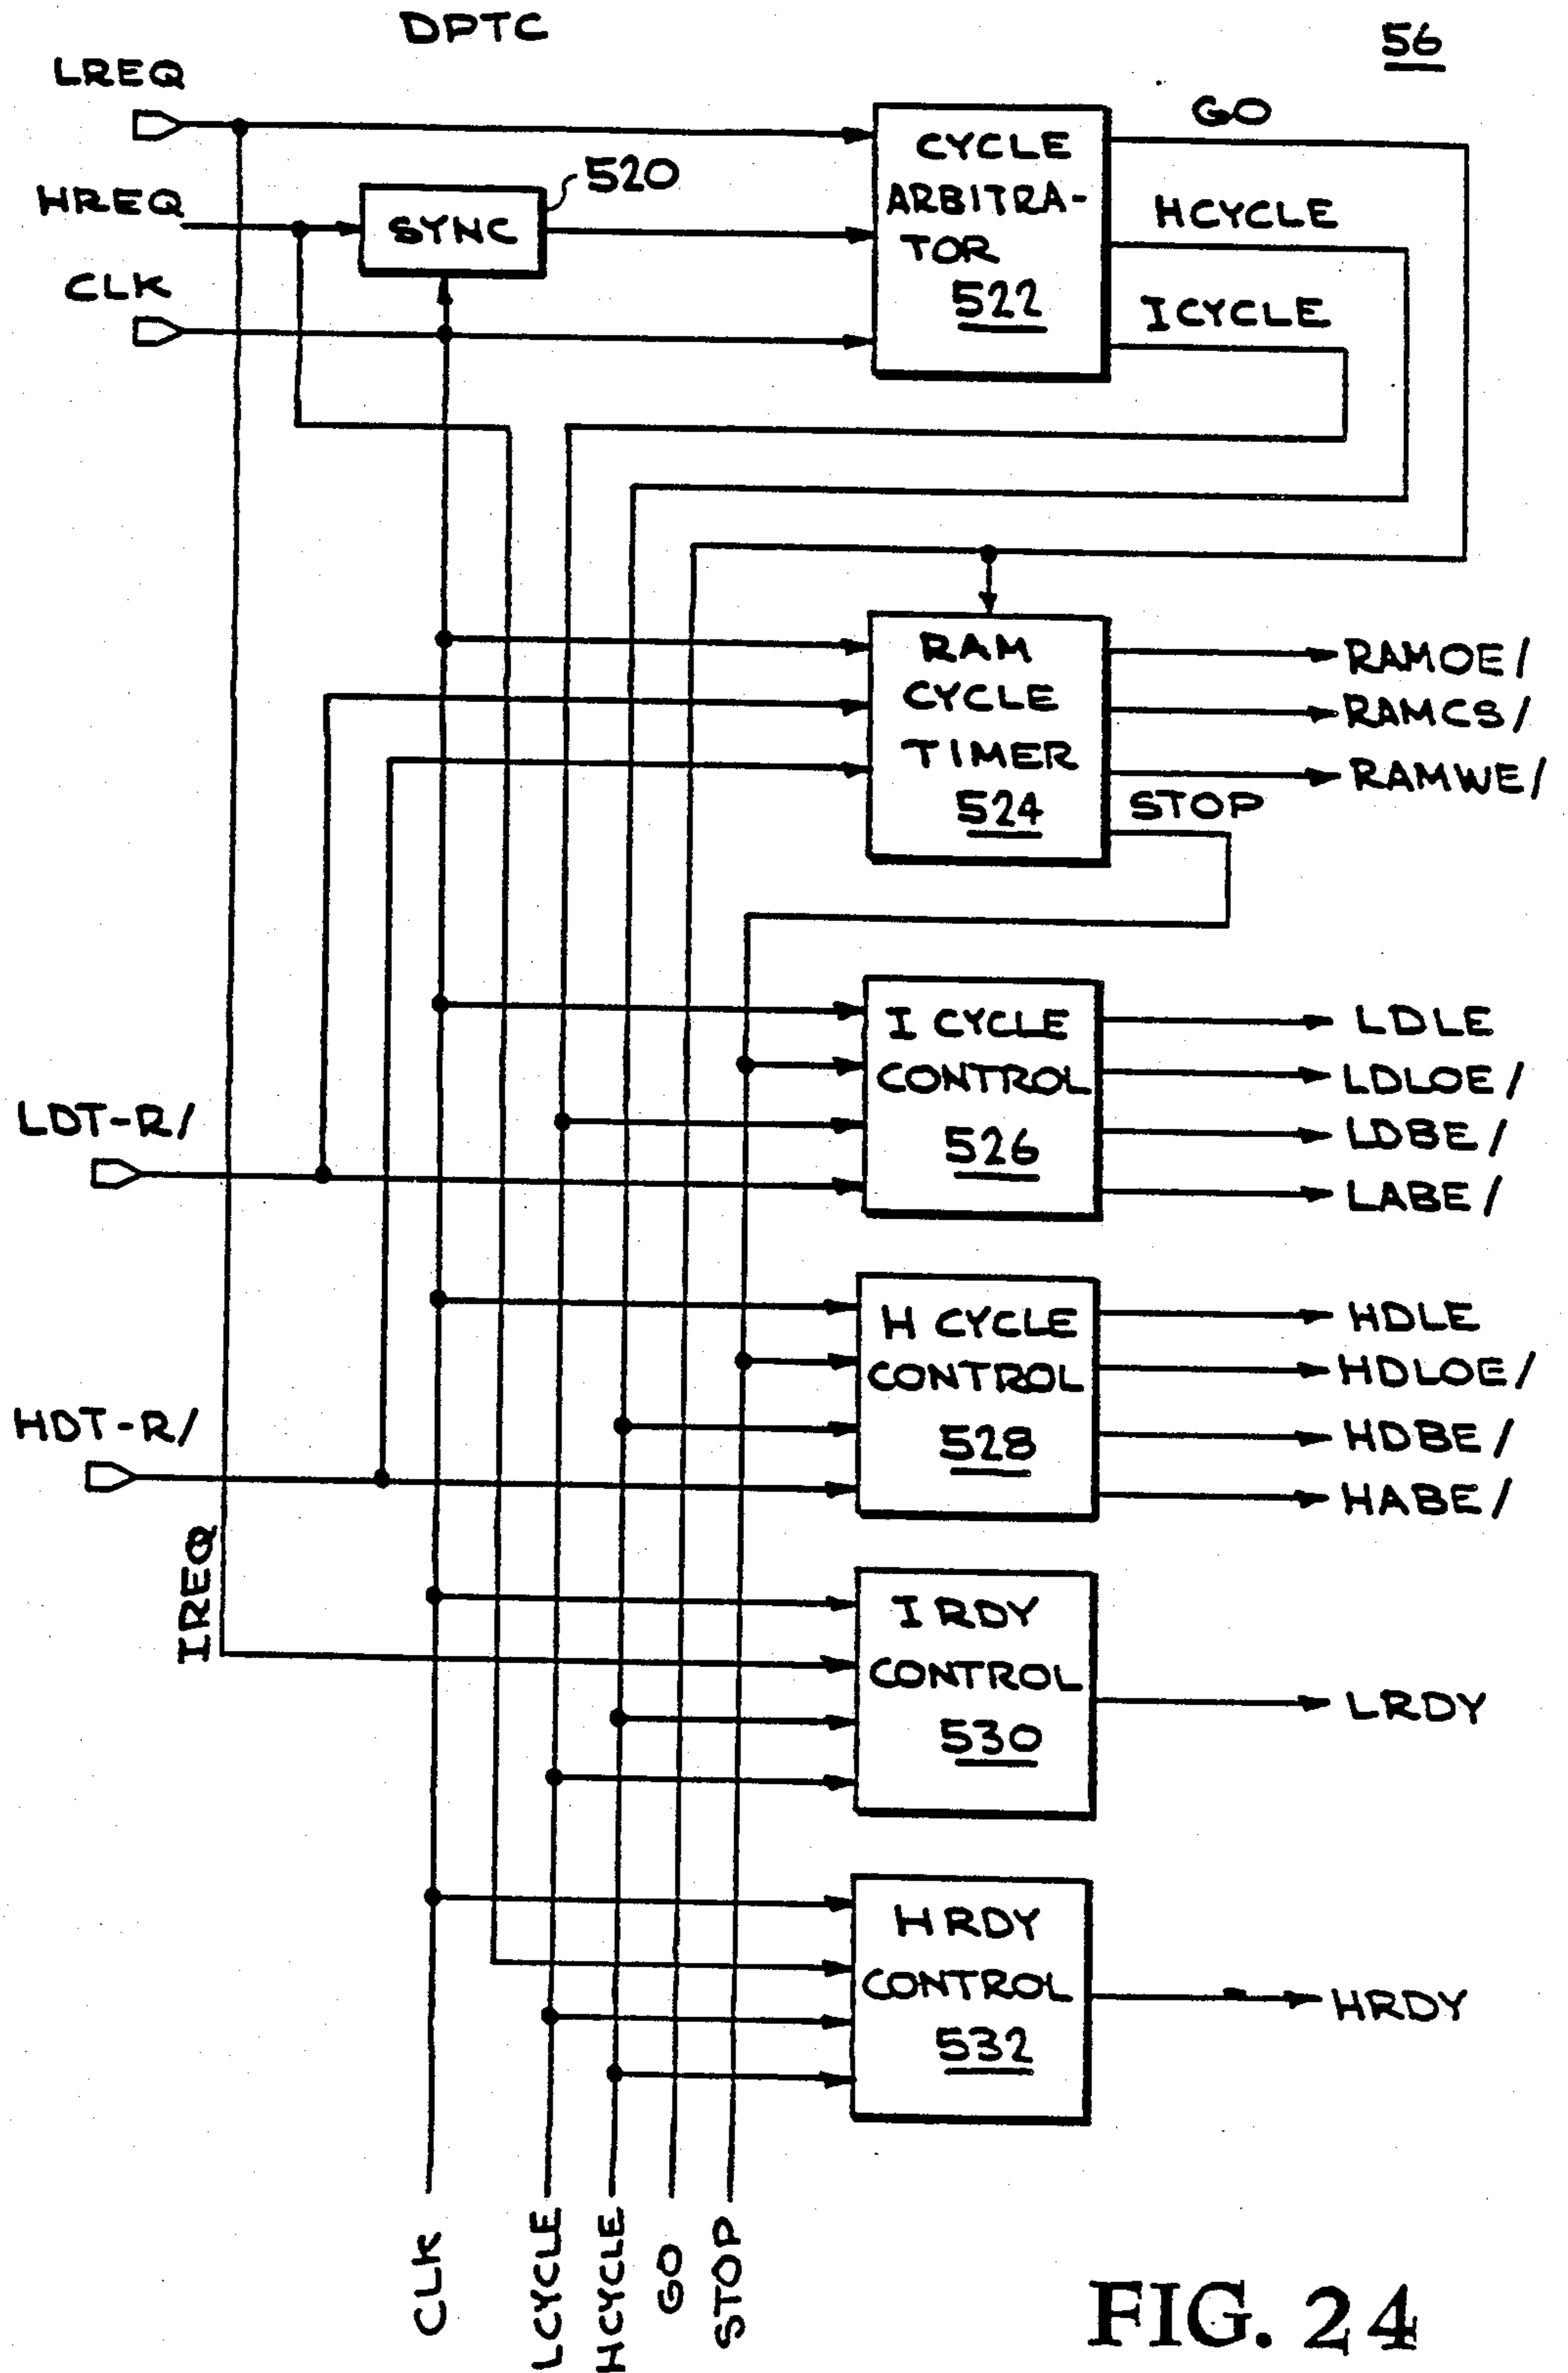 DPTC
56
LREQ
HREQ
CLK
SYNC
520
CYCLE
ARBITRA-
TOR
522
GO
HCYCLE
ICYCLE
RAM
CYCLE
TIMER
524
RAMOE/
RAMCS/
RAMWE/
STOP
I CYCLE
CONTROL
526
LDLE
LDLOE/
LDBE/
LABE/
LDT-R/
H CYCLE
CONTROL
528
HDLE
HDLOE/
HDBE/
HABE/
HDT-R/
IREQ
I RDY
CONTROL
530
LRDY
HRDY
CONTROL
532
HRDY
CLK
LCYCLE
HCYCLE
GO
STOP
FIG. 24